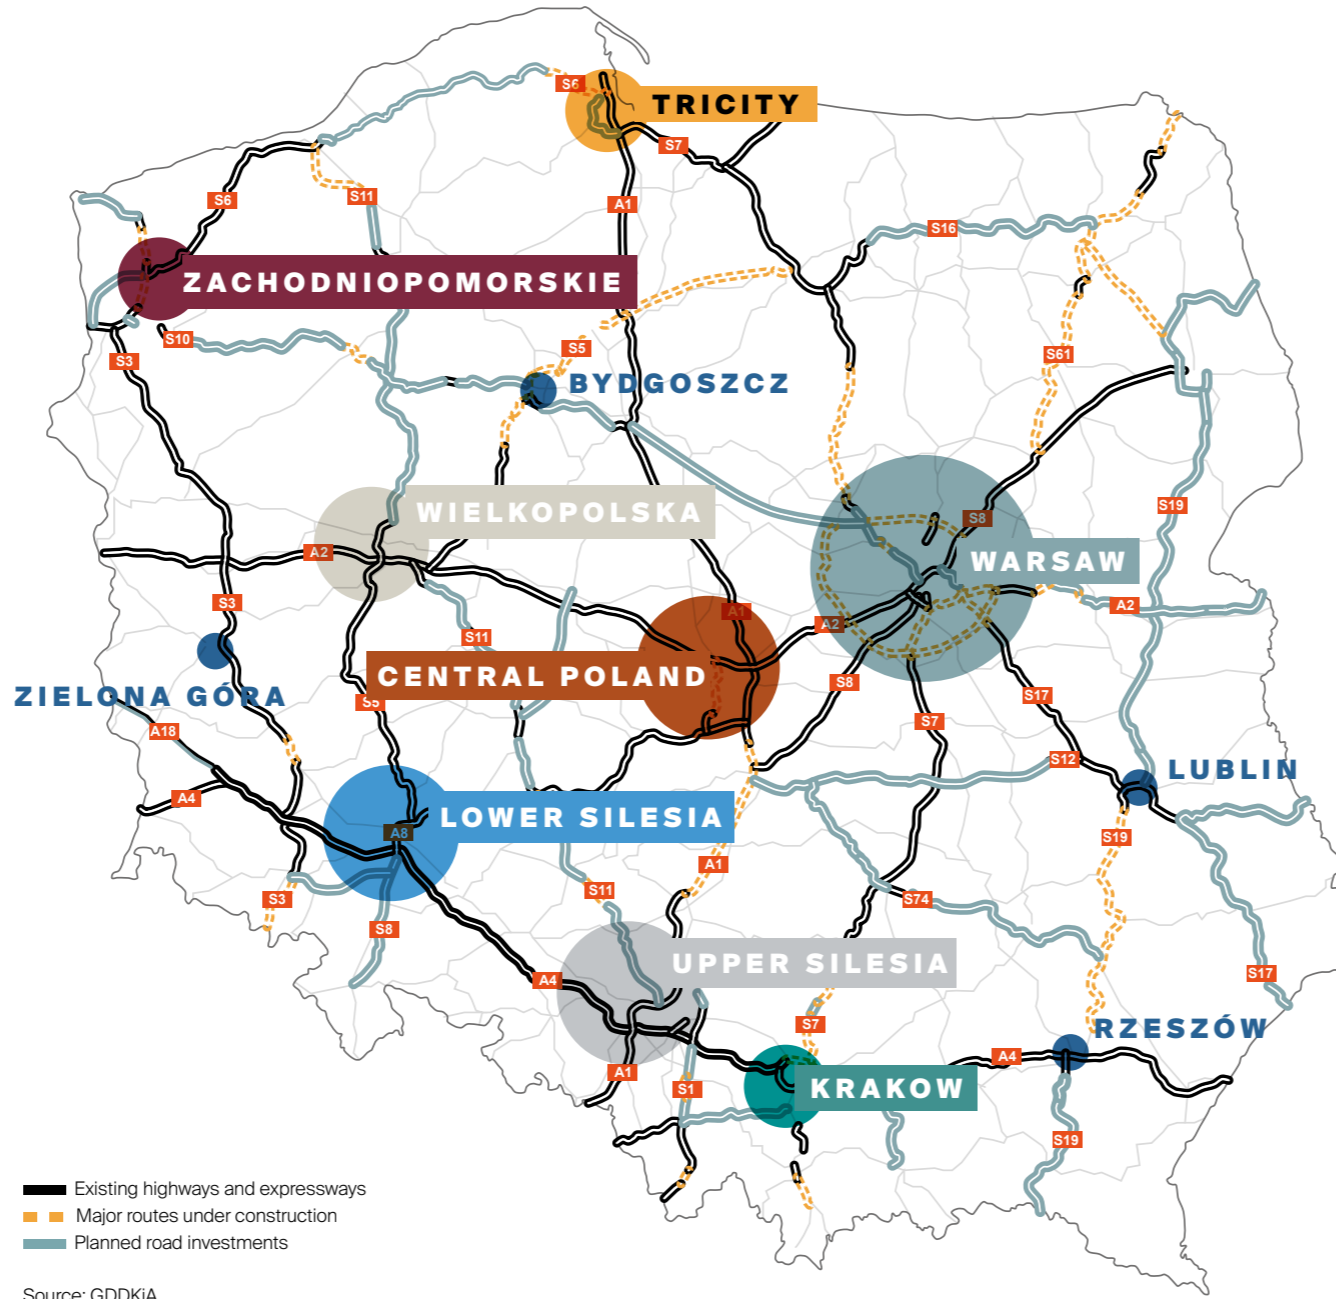 S6
TRICITY
S7
S6
S11
A1
S16
ZACHODNIOPOMORSKIE
S10
S3
S5
S61
BYDGOSZCZ
WIELKOPOLSKA
S19
S8
A2
WARSAW
S3
A1
A2
A2
S11
CENTRAL POLAND
S8
ZIELONA GÓRA
S5
S17
S7
A18
S12
LUBLIN
A4
LOWER SILESIA
A8
S19
A1
S3
S11
S74
S8
UPPER SILESIA
S17
A4
S7
RZESZÓW
A4
A1
S1
KRAKOW
S19
Existing highways and expressways
Major routes under construction
Planned road investments
Source: GDDKiA